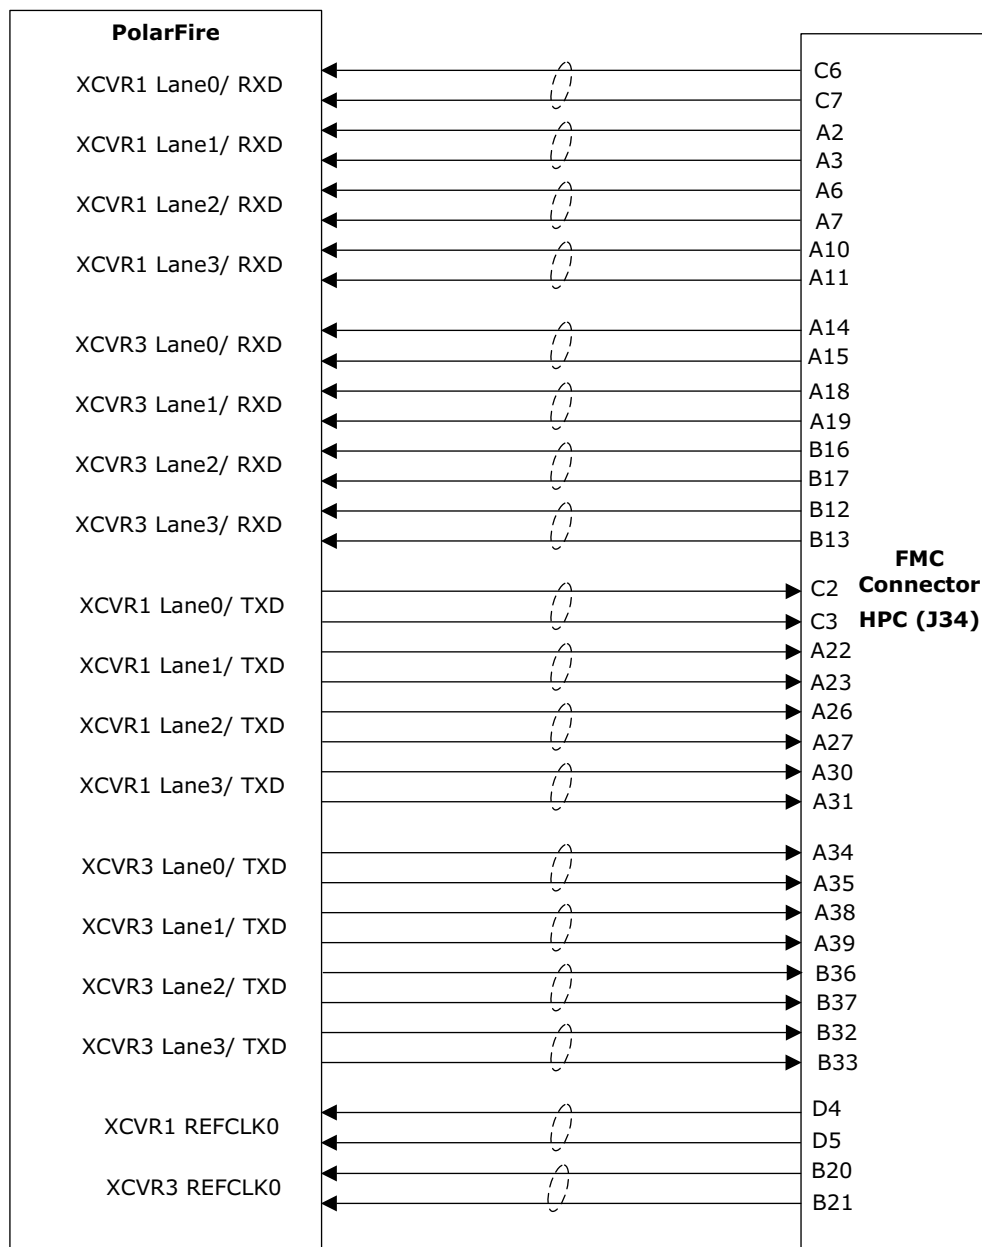 PolarFire
XCVR1 Lane0/ RXD
C6
C7
XCVR1 Lane1/ RXD
A2
A3
XCVR1 Lane2/ RXD
A6
A7
XCVR1 Lane3/ RXD
A10
A11
XCVR3 Lane0/ RXD
A14
A15
XCVR3 Lane1/ RXD
A18
A19
XCVR3 Lane2/ RXD
B16
B17
XCVR3 Lane3/ RXD
B12
B13
FMC
Connector
HPC (J34)
XCVR1 Lane0/ TXD
C2
C3
XCVR1 Lane1/ TXD
A22
A23
XCVR1 Lane2/ TXD
A26
A27
XCVR1 Lane3/ TXD
A30
A31
XCVR3 Lane0/ TXD
A34
A35
XCVR3 Lane1/ TXD
A38
A39
XCVR3 Lane2/ TXD
B36
B37
XCVR3 Lane3/ TXD
B32
B33
XCVR1 REFCLK0
D4
D5
XCVR3 REFCLK0
B20
B21